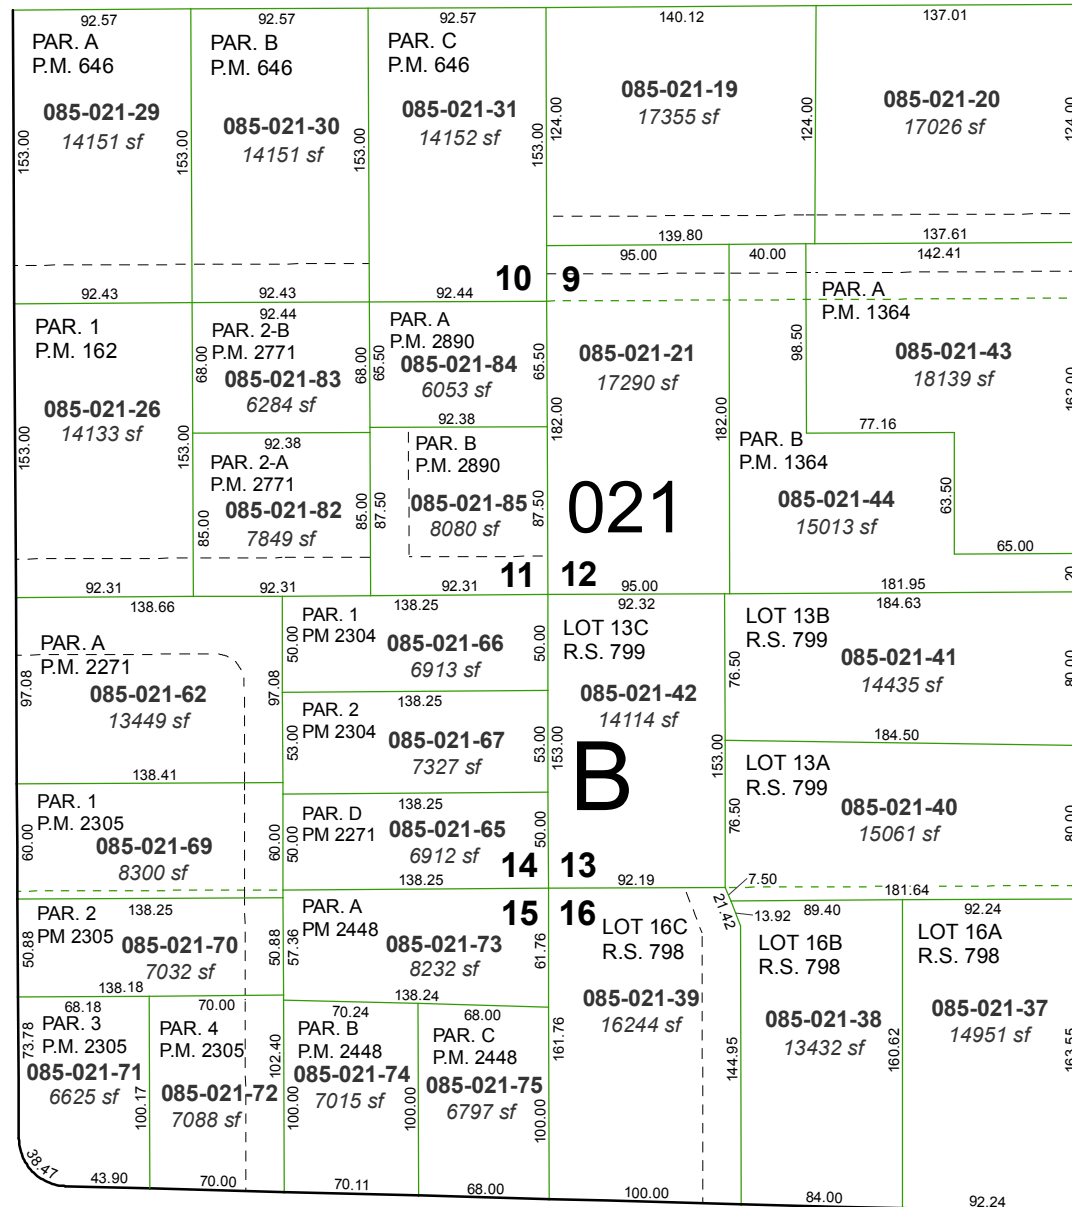 92.57
92.57
92.57
140.12
137.01
PAR. A
P.M. 646
085-021-29
14151 sf
153.00
153.00
PAR. B
P.M. 646
085-021-30
14151 sf
153.00
PAR. C
P.M. 646
085-021-31
14152 sf
153.00
124.00
085-021-19
17355 sf
124.00
085-021-20
17026 sf
124.00
139.80
137.61
95.00
40.00
142.41
10
9
92.43
92.43
92.44
PAR. 1
P.M. 162
085-021-26
14133 sf
153.00
153.00
92.44
PAR. 2-B
P.M. 2771
68.00
68.00
085-021-83
6284 sf
92.38
PAR. 2-A
P.M. 2771
085-021-82
7849 sf
85.00
85.00
PAR. A
P.M. 2890
65.50
65.50
085-021-84
6053 sf
92.38
PAR. B
P.M. 2890
085-021-85
8080 sf
87.50
87.50
085-021-21
17290 sf
182.00
182.00
021
PAR. A
P.M. 1364
98.50
085-021-43
18139 sf
162.00
77.16
PAR. B
P.M. 1364
085-021-44
15013 sf
63.50
65.00
20
92.31
92.31
92.31
11
12
95.00
181.95
138.66
138.25
92.32
184.63
PAR. A
P.M. 2271
085-021-62
13449 sf
97.08
97.08
138.41
PAR. 1
PM 2304
085-021-66
6913 sf
50.00
50.00
138.25
PAR. 2
PM 2304
085-021-67
7327 sf
53.00
53.00
138.25
PAR. D
PM 2271
085-021-65
6912 sf
50.00
50.00
14
13
138.25
LOT 13C
R.S. 799
085-021-42
14114 sf
153.00
153.00
B
92.19
LOT 13B
R.S. 799
085-021-41
14435 sf
76.50
80.00
184.50
LOT 13A
R.S. 799
085-021-40
15061 sf
76.50
80.00
7.50
181.64
PAR. 1
P.M. 2305
085-021-69
8300 sf
60.00
60.00
138.25
PAR. 2
PM 2305
085-021-70
7032 sf
50.88
50.88
138.18
PAR. A
PM 2448
085-021-73
8232 sf
57.36
61.76
15
16
138.24
21.42
13.92
89.40
92.24
LOT 16C
R.S. 798
085-021-39
16244 sf
161.76
LOT 16B
R.S. 798
085-021-38
13432 sf
144.95
160.62
LOT 16A
R.S. 798
085-021-37
14951 sf
163.55
68.18
PAR. 3
P.M. 2305
085-021-71
6625 sf
73.78
100.17
70.00
PAR. 4
P.M. 2305
085-021-72
7088 sf
102.40
70.24
PAR. B
P.M. 2448
085-021-74
7015 sf
100.00
100.00
68.00
PAR. C
P.M. 2448
085-021-75
6797 sf
100.00
38.47
43.90
70.00
70.11
68.00
100.00
84.00
92.24